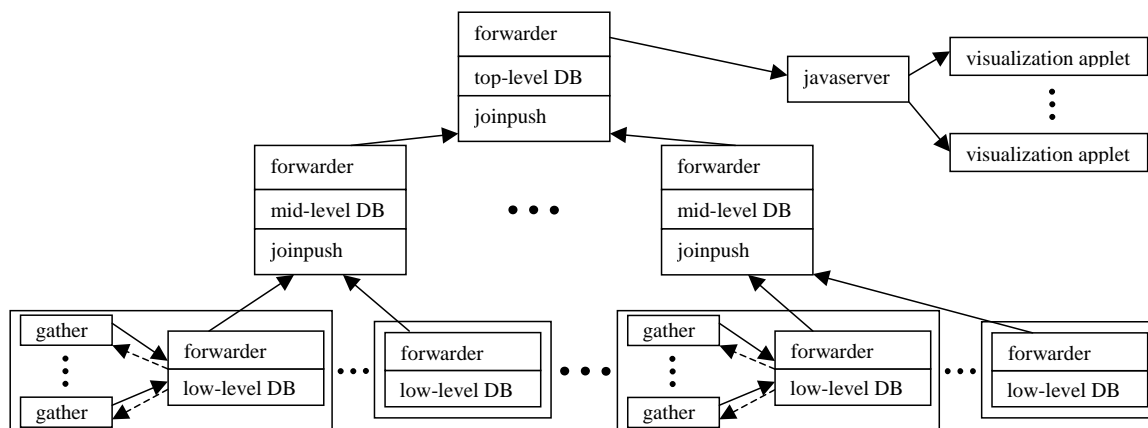 forwarder
top-level DB
joinpush
javaserver
visualization applet
visualization applet
forwarder
mid-level DB
joinpush
forwarder
mid-level DB
joinpush
gather
gather
forwarder
low-level DB
forwarder
low-level DB
gather
gather
forwarder
low-level DB
forwarder
low-level DB